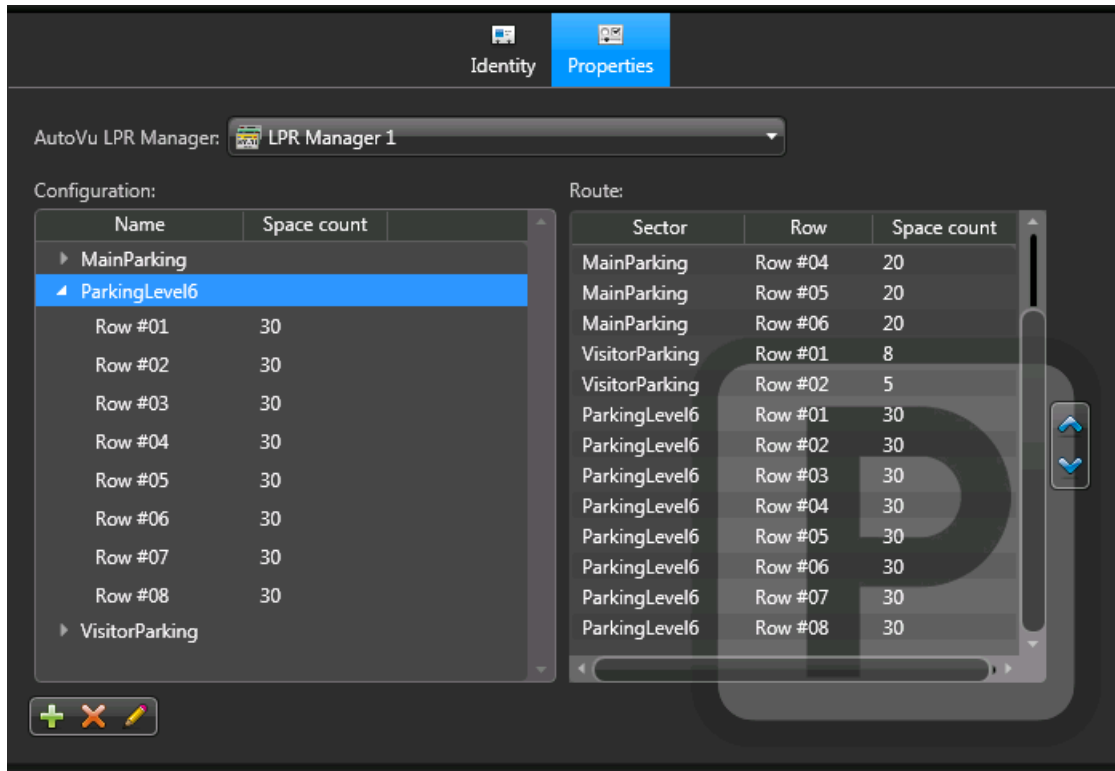 Identity Properties
AutoVu LPR Manager: LPR Manager 1
Configuration:
Name Space count
MainParking
ParkingLevel6
Row #01 30
Row #02 30
Row #03 30
Row #04 30
Row #05 30
Row #06 30
Row #07 30
Row #08 30
VisitorParking
Route:
Sector Row Space count
MainParking Row #04 20
MainParking Row #05 20
MainParking Row #06 20
VisitorParking Row #01 8
VisitorParking Row #02 5
ParkingLevel6 Row #01 30
ParkingLevel6 Row #02 30
ParkingLevel6 Row #03 30
ParkingLevel6 Row #04 30
ParkingLevel6 Row #05 30
ParkingLevel6 Row #06 30
ParkingLevel6 Row #07 30
ParkingLevel6 Row #08 30
P